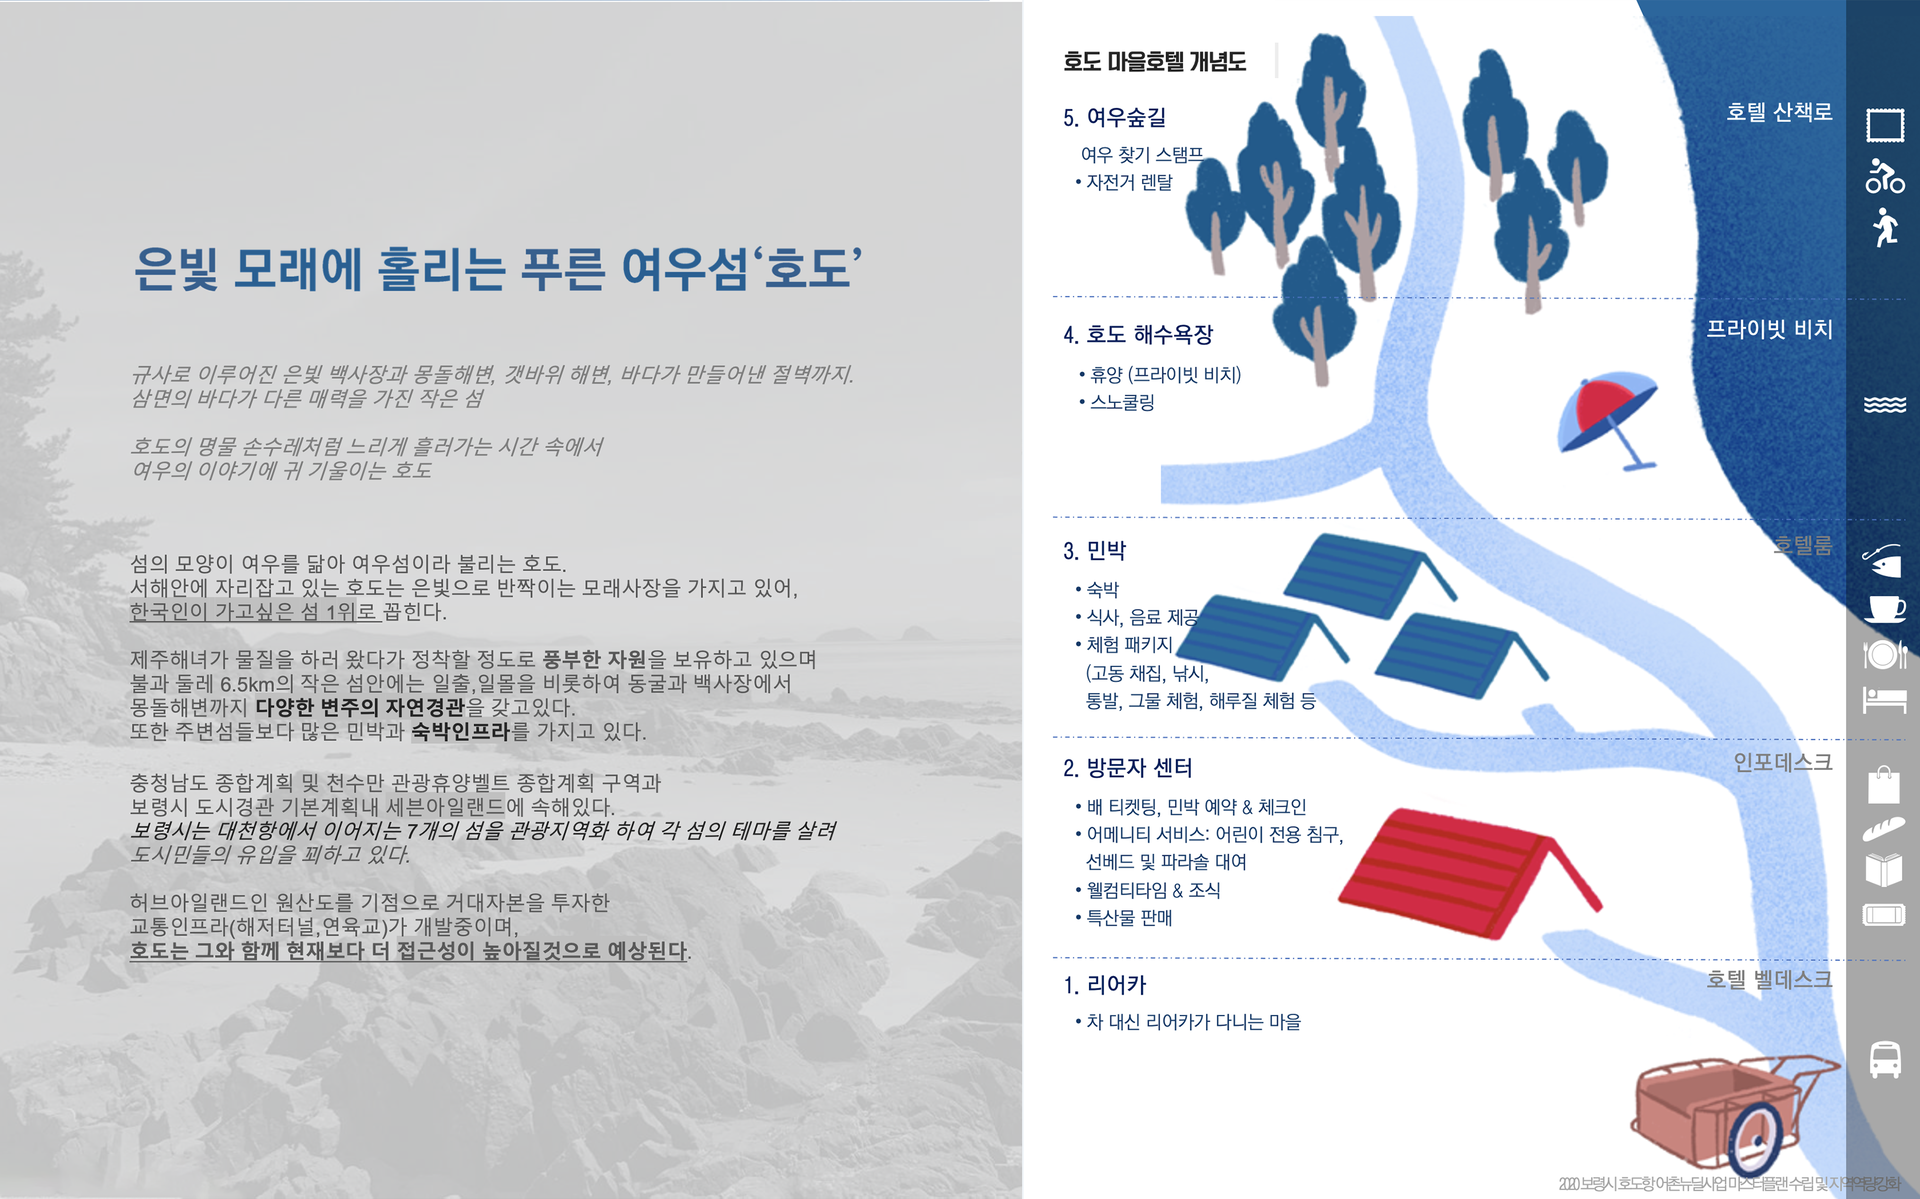 은빛 모래에 홀리는 푸른 여우섬‘호도’
규사로 이루어진 은빛 백사장과 몽돌해변, 갯바위 해변, 바다가 만들어낸 절벽까지.
삼면의 바다가 다른 매력을 가진 작은 섬
호도의 명물 손수레처럼 느리게 흘러가는 시간 속에서
여우의 이야기에 귀 기울이는 호도
섬의 모양이 여우를 닮아 여우섬이라 불리는 호도.
서해안에 자리잡고 있는 호도는 은빛으로 반짝이는 모래사장을 가지고 있어,
한국인이 가고싶은 섬 1위로 꼽힌다.
제주해녀가 물질을 하러 왔다가 정착할 정도로 풍부한 자원을 보유하고 있으며
불과 둘레 6.5km의 작은 섬안에는 일출,일몰을 비롯하여 동굴과 백사장에서
몽돌해변까지 다양한 변주의 자연경관을 갖고있다.
또한 주변섬들보다 많은 민박과 숙박인프라를 가지고 있다.
충청남도 종합계획 및 천수만 관광휴양벨트 종합계획 구역과
보령시 도시경관 기본계획내 세븐아일랜드에 속해있다.
보령시는 대천항에서 이어지는 7개의 섬을 관광지역화 하여 각 섬의 테마를 살려
도시민들의 유입을 꾀하고 있다.
허브아일랜드인 원산도를 기점으로 거대자본을 투자한
교통인프라(해저터널,연육교)가 개발중이며,
호도는 그와 함께 현재보다 더 접근성이 높아질것으로 예상된다.
호도 마을호텔 개념도
5. 여우숲길
여우 찾기 스탬프
• 자전거 렌탈
호텔 산책로
4. 호도 해수욕장
• 휴양 (프라이빗 비치)
• 스노쿨링
프라이빗 비치
3. 민박
• 숙박
• 식사, 음료 제공
• 체험 패키지
(고동 채집, 낚시,
통발, 그물 체험, 해루질 체험 등
호텔룸
2. 방문자 센터
• 배 티켓팅, 민박 예약 & 체크인
• 어메니티 서비스: 어린이 전용 침구,
선베드 및 파라솔 대여
• 웰컴티타임 & 조식
• 특산물 판매
인포데스크
1. 리어카
• 차 대신 리어카가 다니는 마을
호텔 벨데스크
2020 보령시 호도항 어촌뉴딜사업 마스터플랜 수립 및 지역역량강화